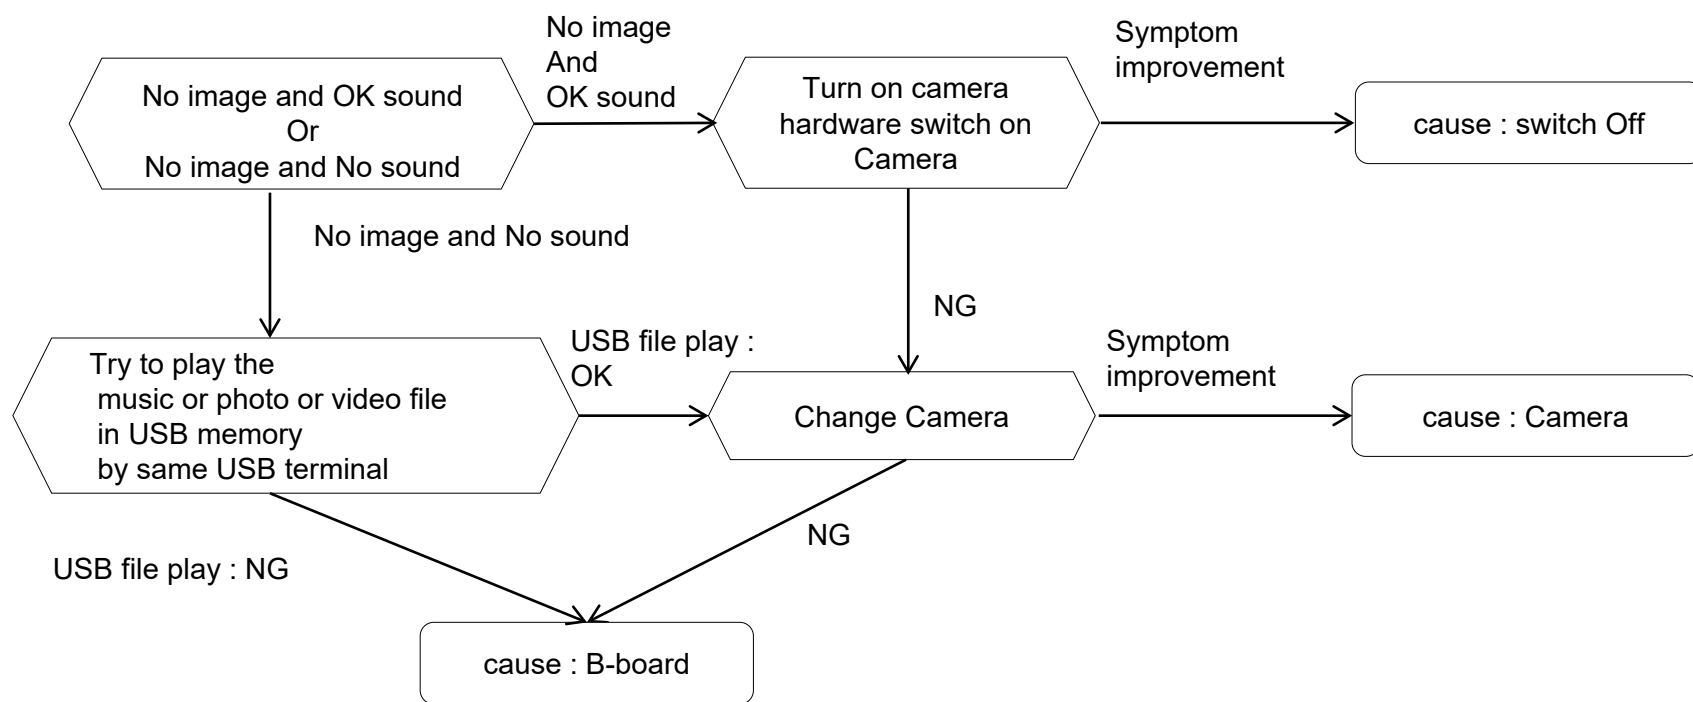 No image and OK sound
Or
No image and No sound
No image
And
OK sound
Turn on camera
hardware switch on
Camera
Symptom
improvement
cause : switch Off
No image and No sound
NG
Try to play the
music or photo or video file
in USB memory
by same USB terminal
USB file play :
OK
Change Camera
Symptom
improvement
cause : Camera
USB file play : NG
NG
cause : B-board